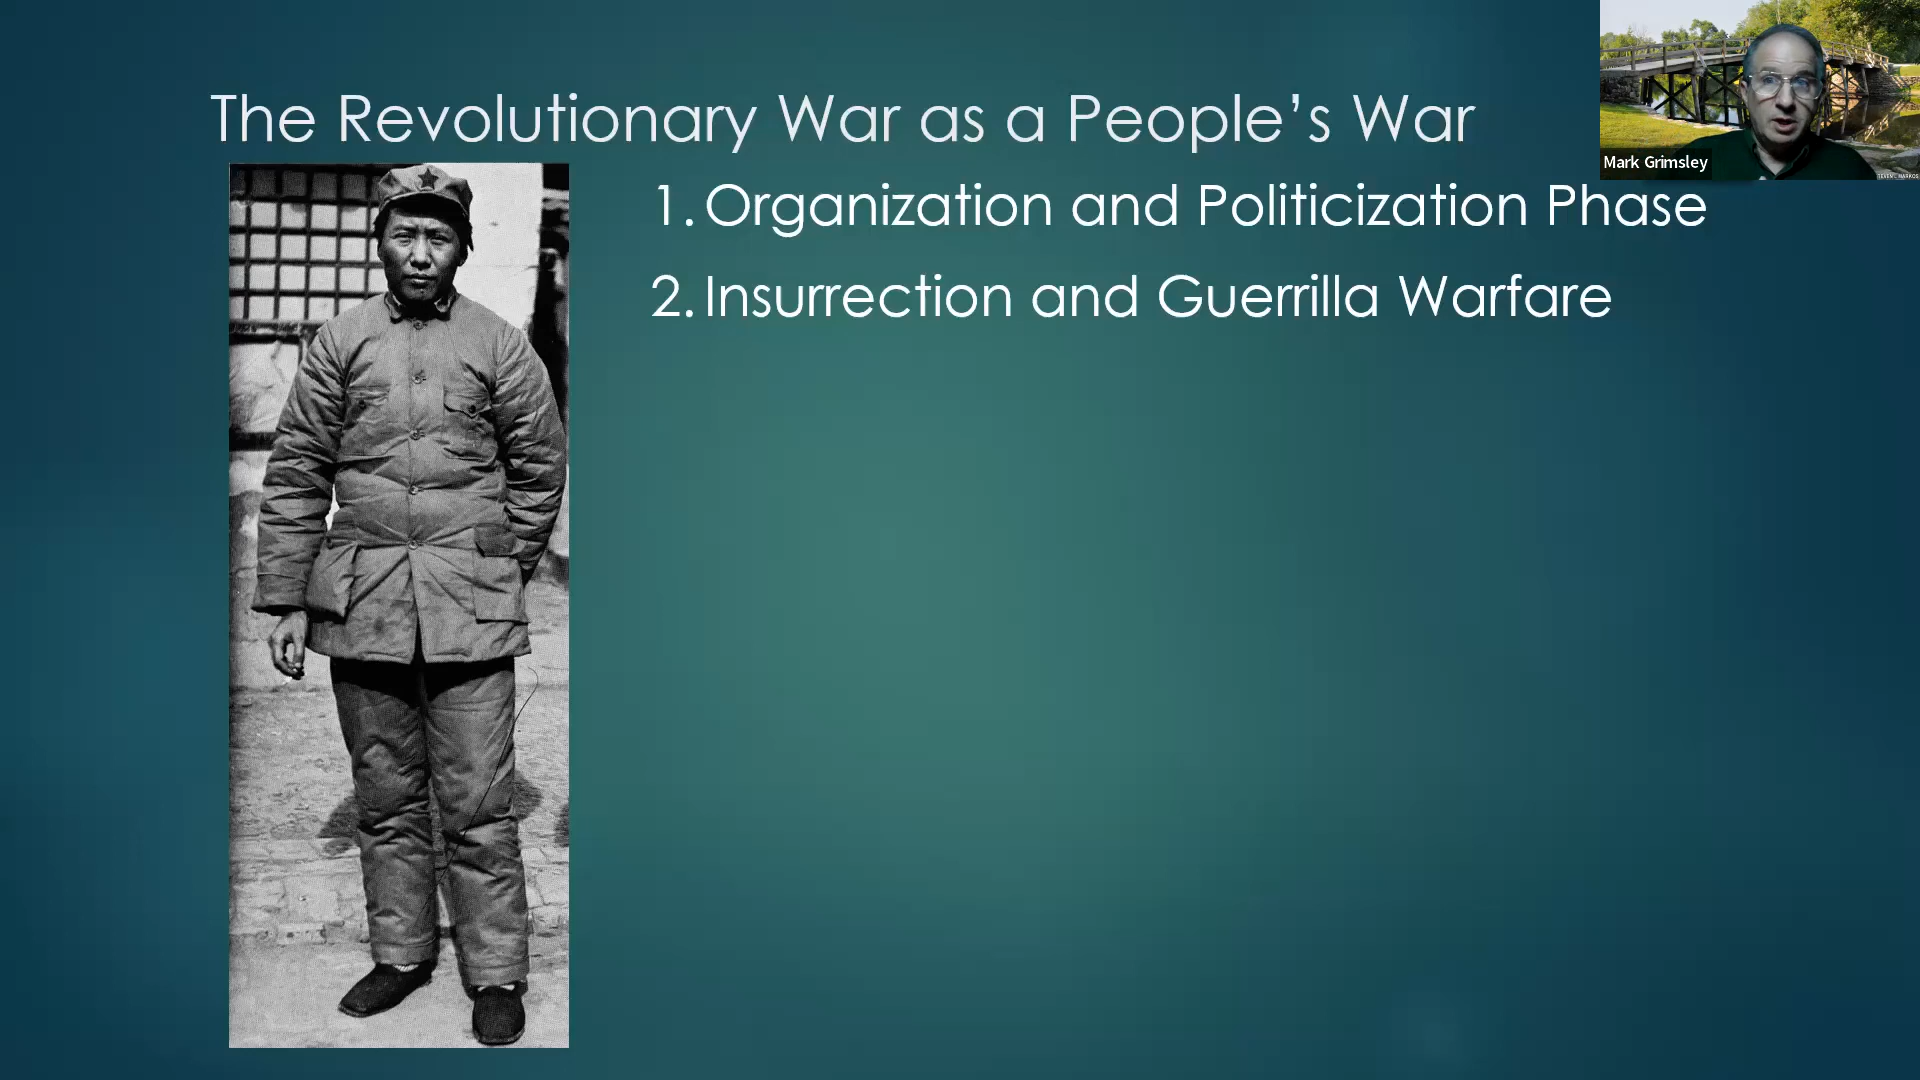 The Revolutionary War as a People’s War
Mark Grimsley
1. Organization and Politicization Phase
2. Insurrection and Guerrilla Warfare